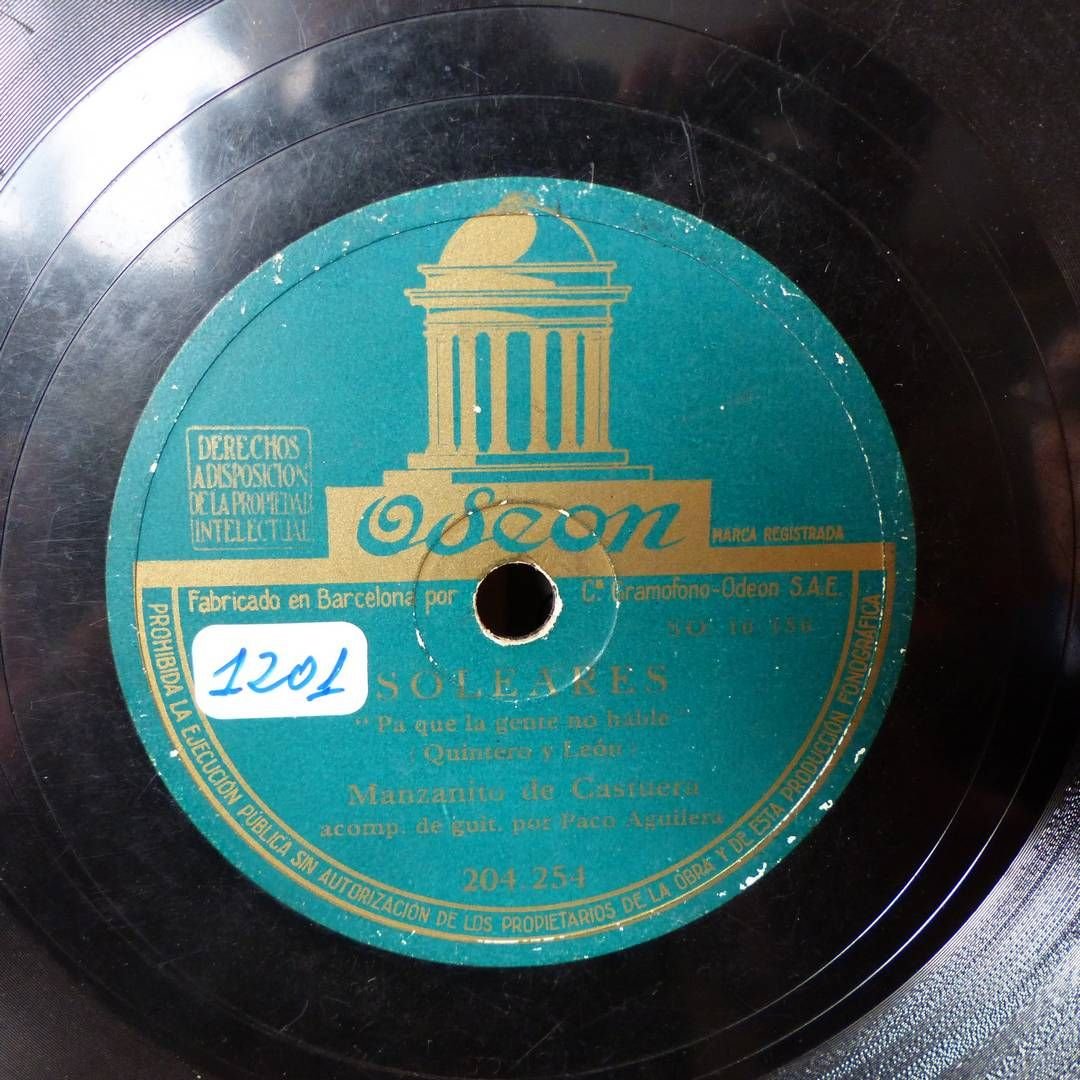 DERECHOS
A DISPOSICION
DE LA PROPIEDAD
INTELECTUAL
Odeon
MARCA REGISTRADA
Fabricado en Barcelona por Cª. Gramofono-Odeon S.A.E.
SO
1201
SOLEARES
"Pa que la gente no hable"
(Quintero y León)
Manzanito de Castuera
acomp. de guit. por Paco Aguilera
204.254
PROHIBIDA LA EJECUCIÓN PÚBLICA SIN AUTORIZACIÓN DE LOS PROPIETARIOS DE LA OBRA Y DE ESTA PRODUCCIÓN FONOGRÁFICA